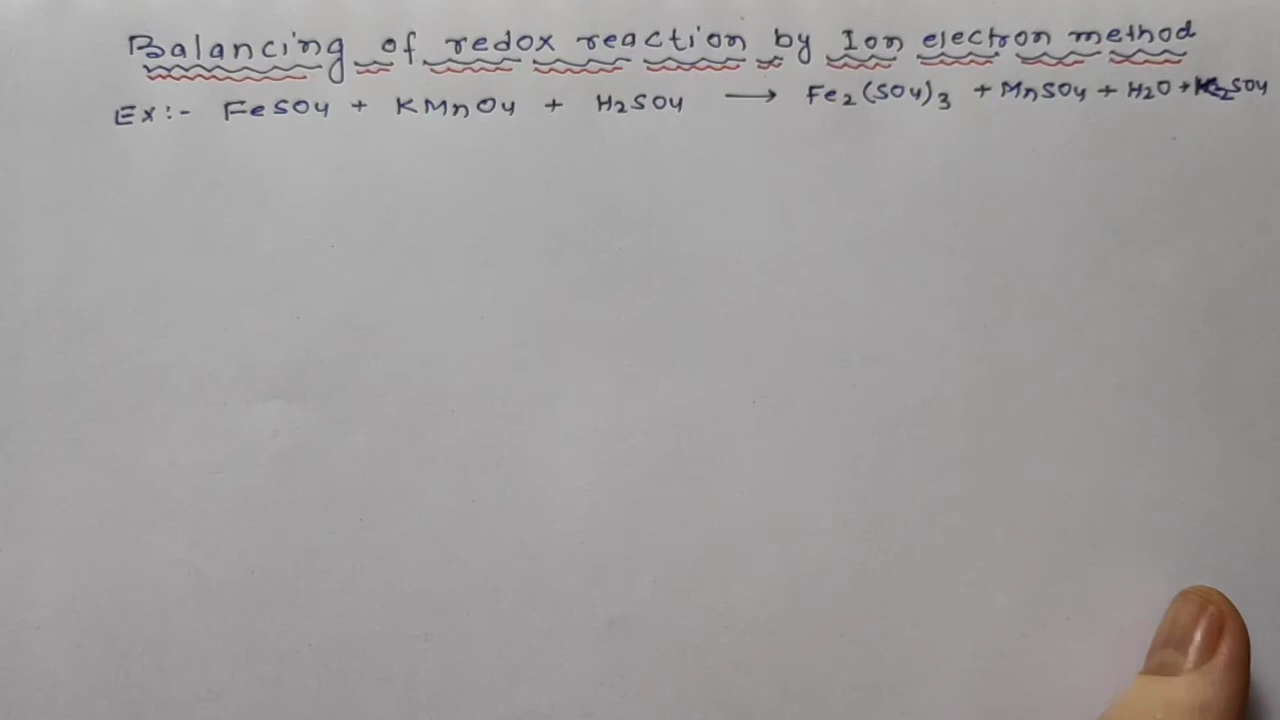 Balancing of redox reaction by Ion electron method
Ex:- FeSO4 + KMnO4 + H2SO4 → Fe2(SO4)3 + MnSO4 + H2O + K2SO4